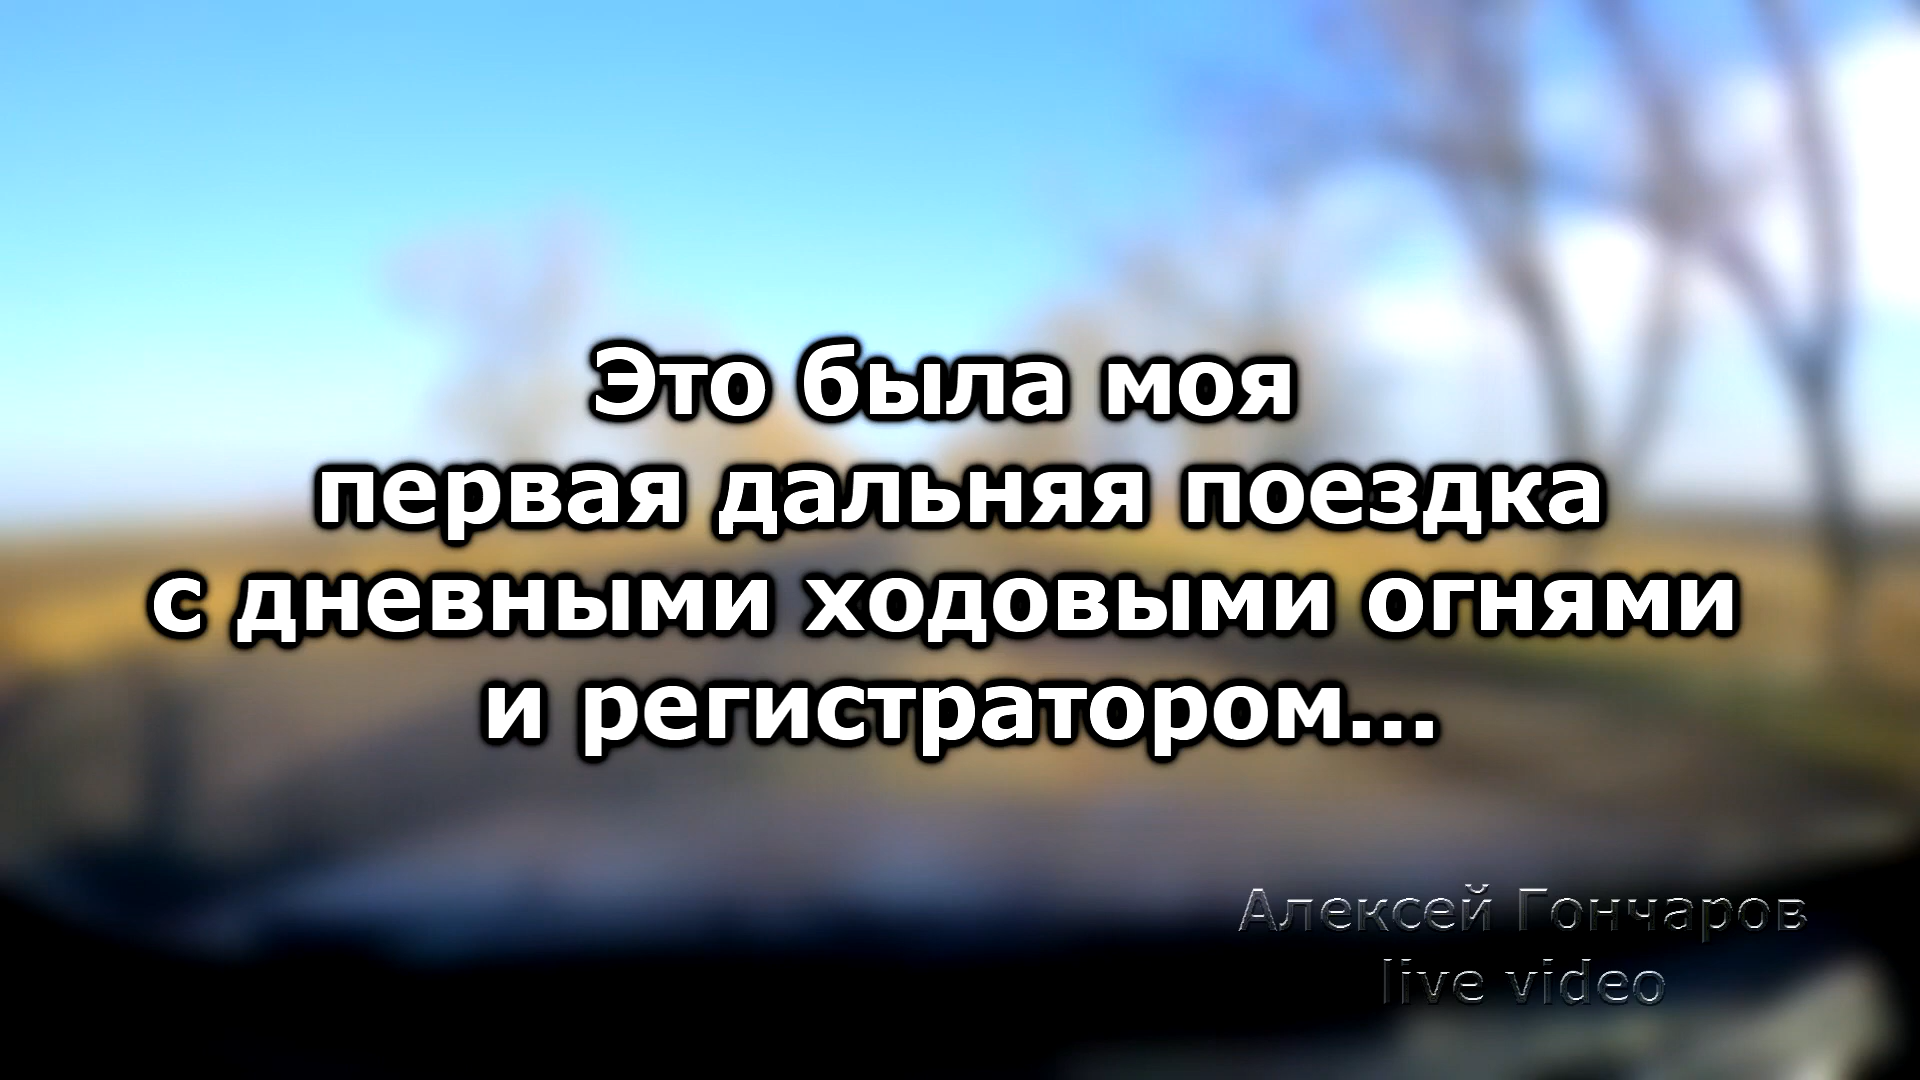 Это была моя
первая дальняя поездка
с дневными ходовыми огнями
и регистратором...
Алексей Гончаров
live video